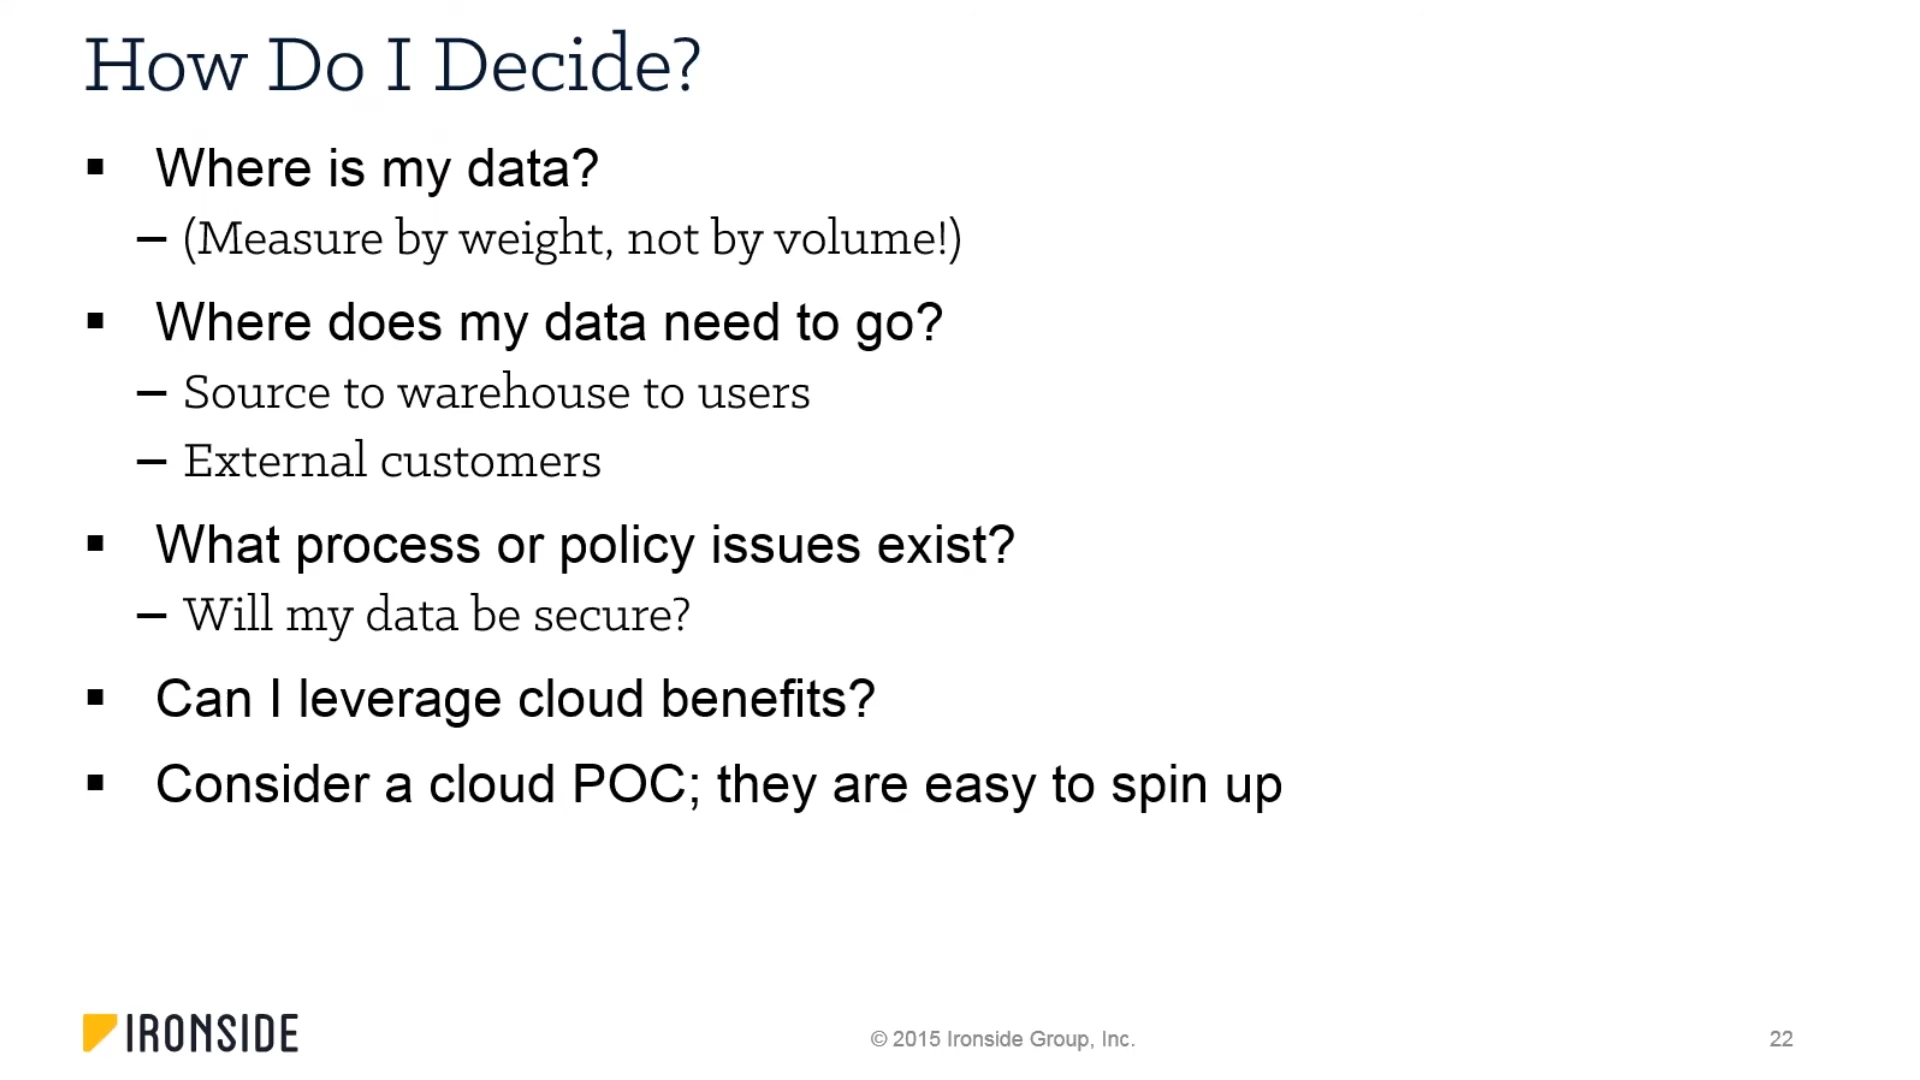 How Do I Decide?
▪ Where is my data?
– (Measure by weight, not by volume!)
▪ Where does my data need to go?
– Source to warehouse to users
– External customers
▪ What process or policy issues exist?
– Will my data be secure?
▪ Can I leverage cloud benefits?
▪ Consider a cloud POC; they are easy to spin up
IRONSIDE
© 2015 Ironside Group, Inc.
22